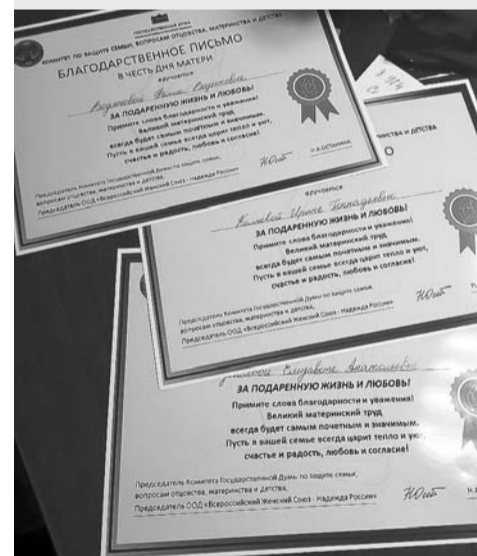 ГОСУДАРСТВЕННАЯ ДУМА
КОМИТЕТ ПО ЗАЩИТЕ СЕМЬИ, ВОПРОСАМ ОТЦОВСТВА, МАТЕРИНСТВА И ДЕТСТВА
БЛАГОДАРСТВЕННОЕ ПИСЬМО
В ЧЕСТЬ ДНЯ МАТЕРИ
вручается
ЗА ПОДАРЕННУЮ ЖИЗНЬ И ЛЮБОВЬ!
Примите слова благодарности и уважения!
Великий материнский труд
всегда будет самым почетным и значимым.
Пусть в вашей семье всегда царит тепло и уют,
счастье и радость, любовь и согласие!
Председатель Комитета Государственной Думы по защите семьи,
вопросам отцовства, материнства и детства,
Председатель ООД «Всероссийский Женский Союз - Надежда России»
Н.А.ОСТАНИНА
МАТЕРИНСТВА И ДЕТСТВА
О
вручается
Ирине Геннадьевне
ЗА ПОДАРЕННУЮ ЖИЗНЬ И ЛЮБОВЬ!
Примите слова благодарности и уважения!
Великий материнский труд
всегда будет самым почетным и значимым.
Пусть в вашей семье всегда царит тепло и уют,
счастье и радость, любовь и согласие!
Председатель Комитета Государственной Думы по защите семьи,
вопросам отцовства, материнства и детства,
Председатель ООД «Всероссийский Женский Союз - Надежда России»
Елизавете Анатольевне
ЗА ПОДАРЕННУЮ ЖИЗНЬ И ЛЮБОВЬ!
Примите слова благодарности и уважения!
Великий материнский труд
всегда будет самым почетным и значимым.
Пусть в вашей семье всегда царит тепло и уют,
счастье и радость, любовь и согласие!
Председатель Комитета Государственной Думы по защите семьи,
вопросам отцовства, материнства и детства,
Председатель ООД «Всероссийский Женский Союз - Надежда России»